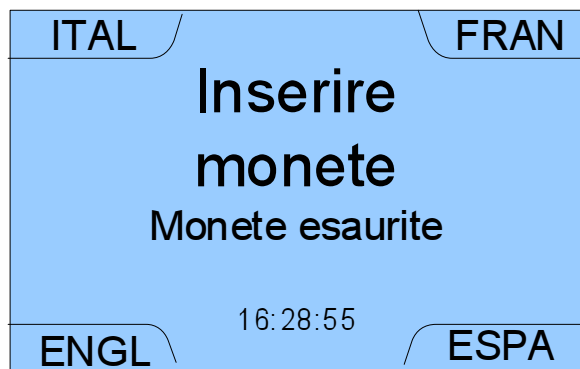 ITAL
FRAN
Inserire
monete
Monete esaurite
16:28:55
ENGL
ESPA